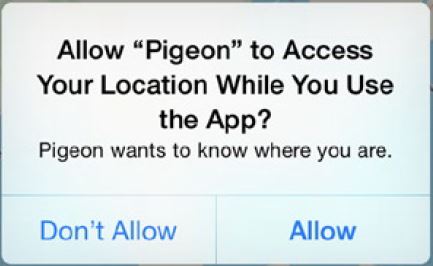 Allow “Pigeon” to Access
Your Location While You Use
the App?
Pigeon wants to know where you are.
Don’t Allow
Allow